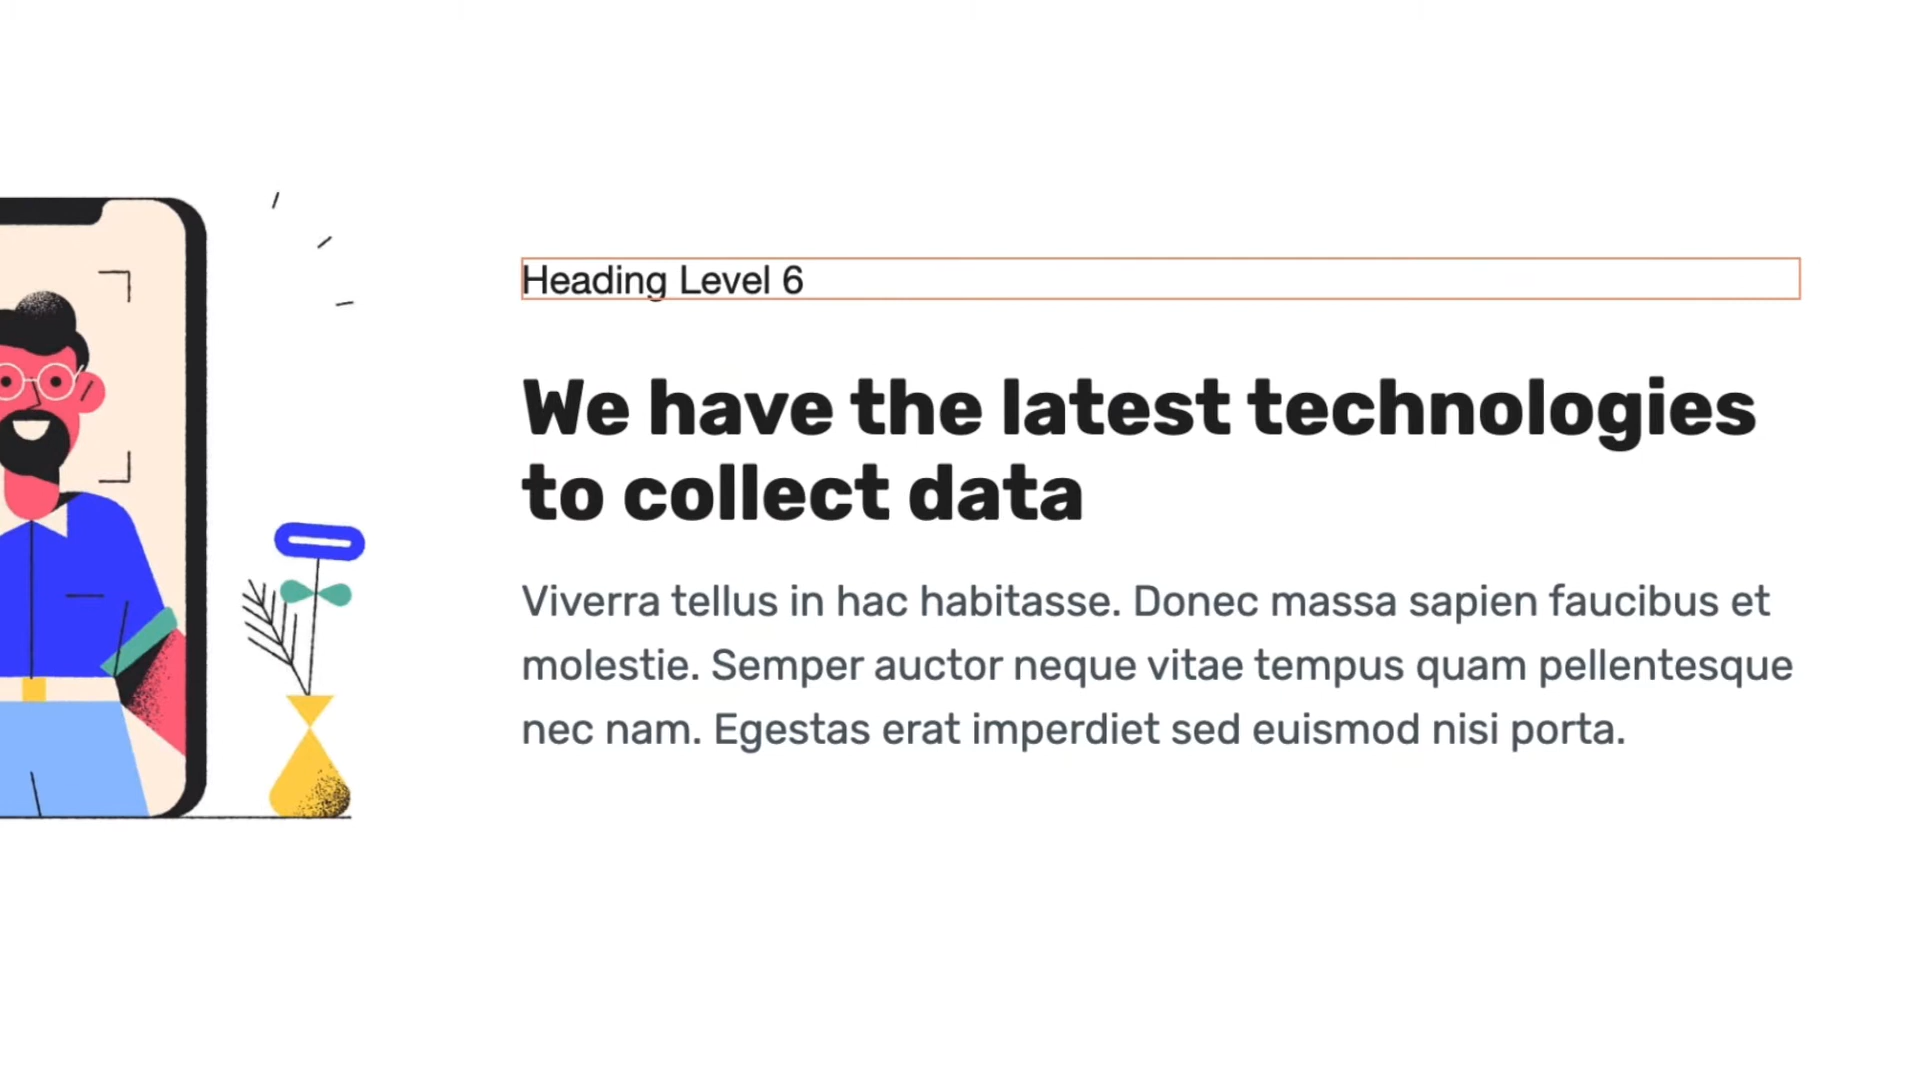 Heading Level 6
We have the latest technologies
to collect data
Viverra tellus in hac habitasse. Donec massa sapien faucibus et
molestie. Semper auctor neque vitae tempus quam pellentesque
nec nam. Egestas erat imperdiet sed euismod nisi porta.